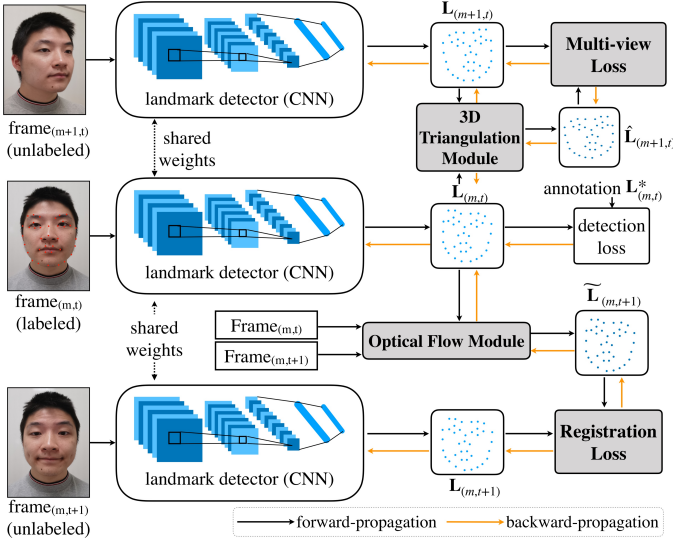 L(m+1,t)
Multi-view
Loss
landmark detector (CNN)
frame(m+1,t)
(unlabeled)
3D
Triangulation
Module
L̂(m+1,t)
shared
weights
L(m,t)
annotation L*(m,t)
detection
loss
landmark detector (CNN)
frame(m,t)
(labeled)
L̃(m,t+1)
shared
weights
Frame(m,t)
Frame(m,t+1)
Optical Flow Module
Registration
Loss
landmark detector (CNN)
L(m,t+1)
frame(m,t+1)
(unlabeled)
forward-propagation
backward-propagation